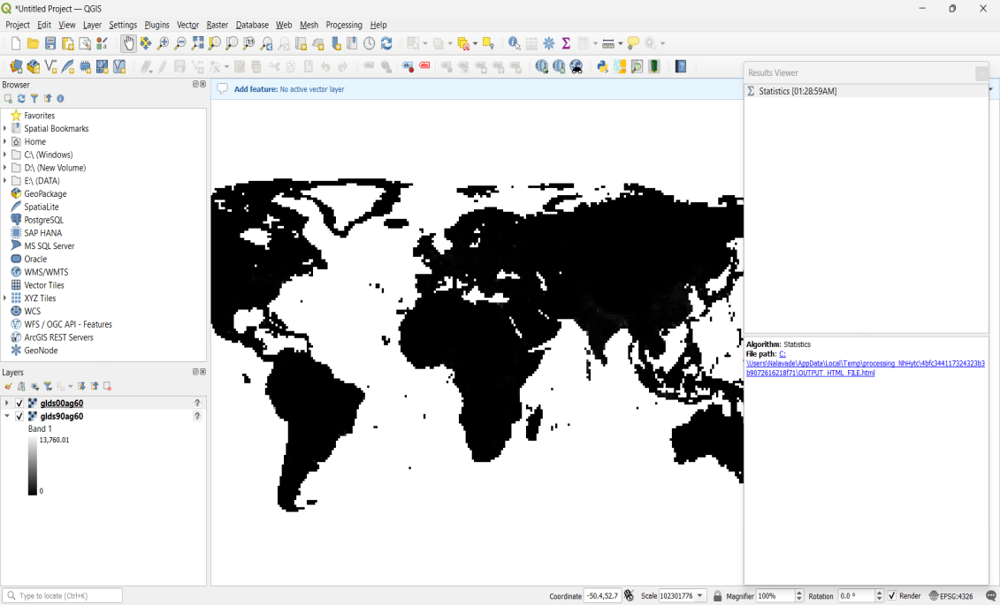 *Untitled Project — QGIS
Project Edit View Layer Settings Plugins Vector Raster Database Web Mesh Processing Help
Browser
Favorites
Spatial Bookmarks
Home
C:\ (Windows)
D:\ (New Volume)
E:\ (DATA)
GeoPackage
SpatiaLite
PostgreSQL
SAP HANA
MS SQL Server
Oracle
WMS/WMTS
Vector Tiles
XYZ Tiles
WCS
WFS / OGC API - Features
ArcGIS REST Servers
GeoNode
Layers
glds00ag60
glds90ag60
Band 1
13,760.01
0
Add feature: No active vector layer
Results Viewer
Statistics [01:28:59AM]
Algorithm: Statistics
File path: C:
\Users\Nalavade\AppData\Local\Temp\processing_NhHytc\4bfc344117324323b3
b9072616218f71\OUTPUT_HTML_FILE.html
Type to locate (Ctrl+K)
Coordinate -50.4,52.7 Scale 102301776 Magnifier 100% Rotation 0.0 ° Render EPSG:4326